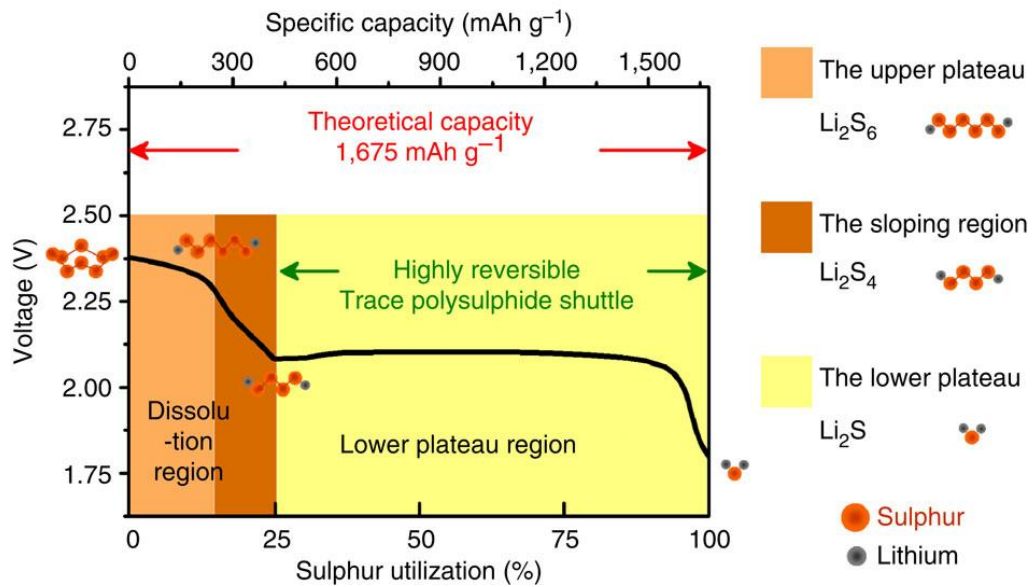 Specific capacity (mAh g⁻¹)
0 300 600 900 1,200 1,500
Theoretical capacity
1,675 mAh g⁻¹
2.75
2.50
2.25
2.00
1.75
Voltage (V)
Highly reversible
Trace polysulphide shuttle
Dissolu
-tion
region
Lower plateau region
0 25 50 75 100
Sulphur utilization (%)
The upper plateau
Li₂S₆
The sloping region
Li₂S₄
The lower plateau
Li₂S
Sulphur
Lithium